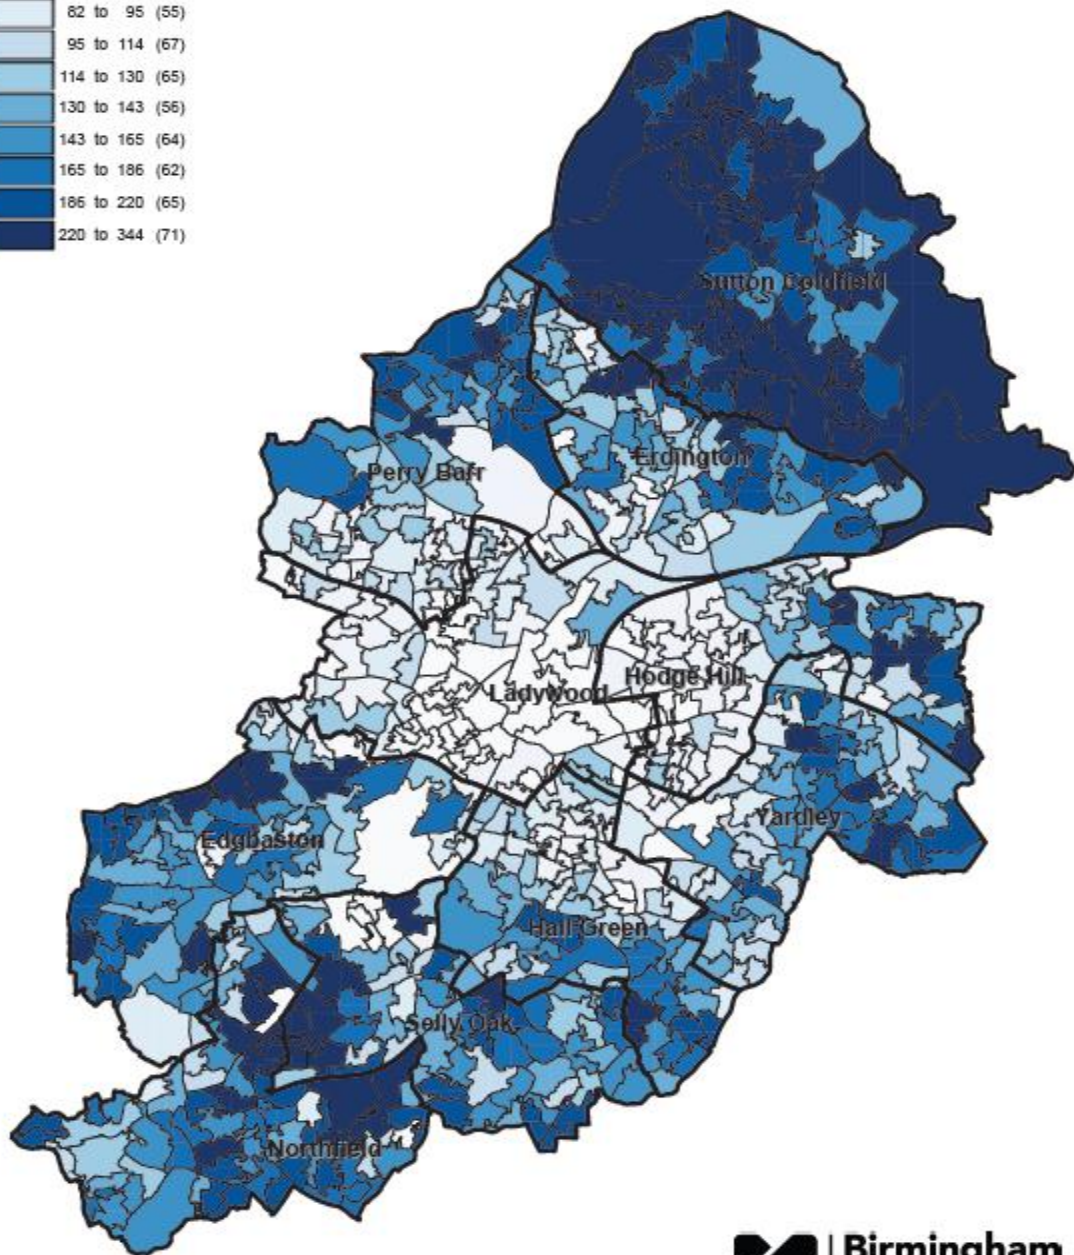 82 to 95 (55)
95 to 114 (67)
114 to 130 (65)
130 to 143 (56)
143 to 165 (64)
165 to 186 (62)
186 to 220 (65)
220 to 344 (71)
Sutton Coldfield
Erdington
Perry Barr
Hodge Hill
Ladywood
Yardley
Edgbaston
Hall Green
Selly Oak
Northfield
Birmingham